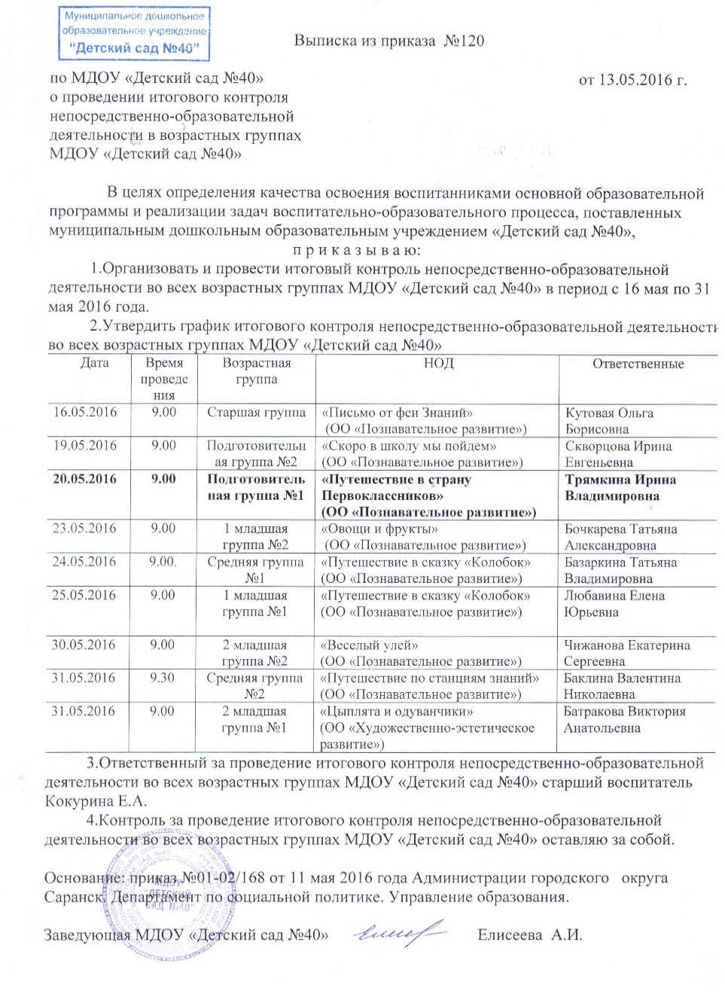 Муниципальное дошкольное
образовательное учреждение
"Детский сад №40"
Выписка из приказа №120
по МДОУ «Детский сад №40»
от 13.05.2016 г.
о проведении итогового контроля
непосредственно-образовательной
деятельности в возрастных группах
МДОУ «Детский сад №40»
В целях определения качества освоения воспитанниками основной образовательной
программы и реализации задач воспитательно-образовательного процесса, поставленных
муниципальным дошкольным образовательным учреждением «Детский сад №40»,
п р и к а з ы в а ю:
1.Организовать и провести итоговый контроль непосредственно-образовательной
деятельности во всех возрастных группах МДОУ «Детский сад №40» в период с 16 мая по 31
мая 2016 года.
2.Утвердить график итогового контроля непосредственно-образовательной деятельности
во всех возрастных группах МДОУ «Детский сад №40»
Дата
Время
проведе
ния
Возрастная
группа
НОД
Ответственные
16.05.2016
9.00
Старшая группа
«Письмо от феи Знаний»
(ОО «Познавательное развитие»)
Кутовая Ольга
Борисовна
19.05.2016
9.00
Подготовительн
ая группа №2
«Скоро в школу мы пойдем»
(ОО «Познавательное развитие»)
Скворцова Ирина
Евгеньевна
20.05.2016
9.00
Подготовитель
ная группа №1
«Путешествие в страну
Первоклассников»
(ОО «Познавательное развитие»)
Трямкина Ирина
Владимировна
23.05.2016
9.00
1 младшая
группа №2
«Овощи и фрукты»
(ОО «Познавательное развитие»)
Бочкарева Татьяна
Александровна
24.05.2016
9.00.
Средняя группа
№1
«Путешествие в сказку «Колобок»
(ОО «Познавательное развитие»)
Базаркина Татьяна
Владимировна
25.05.2016
9.00
1 младшая
группа №1
«Путешествие в сказку «Колобок»
(ОО «Познавательное развитие»)
Любавина Елена
Юрьевна
30.05.2016
9.00
2 младшая
группа №2
«Веселый улей»
(ОО «Познавательное развитие»)
Чижанова Екатерина
Сергеевна
31.05.2016
9.30
Средняя группа
№2
«Путешествие по станциям знаний»
(ОО «Познавательное развитие»)
Баклина Валентина
Николаевна
31.05.2016
9.00
2 младшая
группа №1
«Цыплята и одуванчики»
(ОО «Художественно-эстетическое
развитие»)
Батракова Виктория
Анатольевна
3.Ответственный за проведение итогового контроля непосредственно-образовательной
деятельности во всех возрастных группах МДОУ «Детский сад №40» старший воспитатель
Кокурина Е.А.
4.Контроль за проведение итогового контроля непосредственно-образовательной
деятельности во всех возрастных группах МДОУ «Детский сад №40» оставляю за собой.
Основание: приказ №01-02/168 от 11 мая 2016 года Администрации городского округа
Саранск. Департамент по социальной политике. Управление образования.
МДОУ
"ДЕТСКИЙ
САД №40"
Заведующая МДОУ «Детский сад №40»
Елисеева А.И.